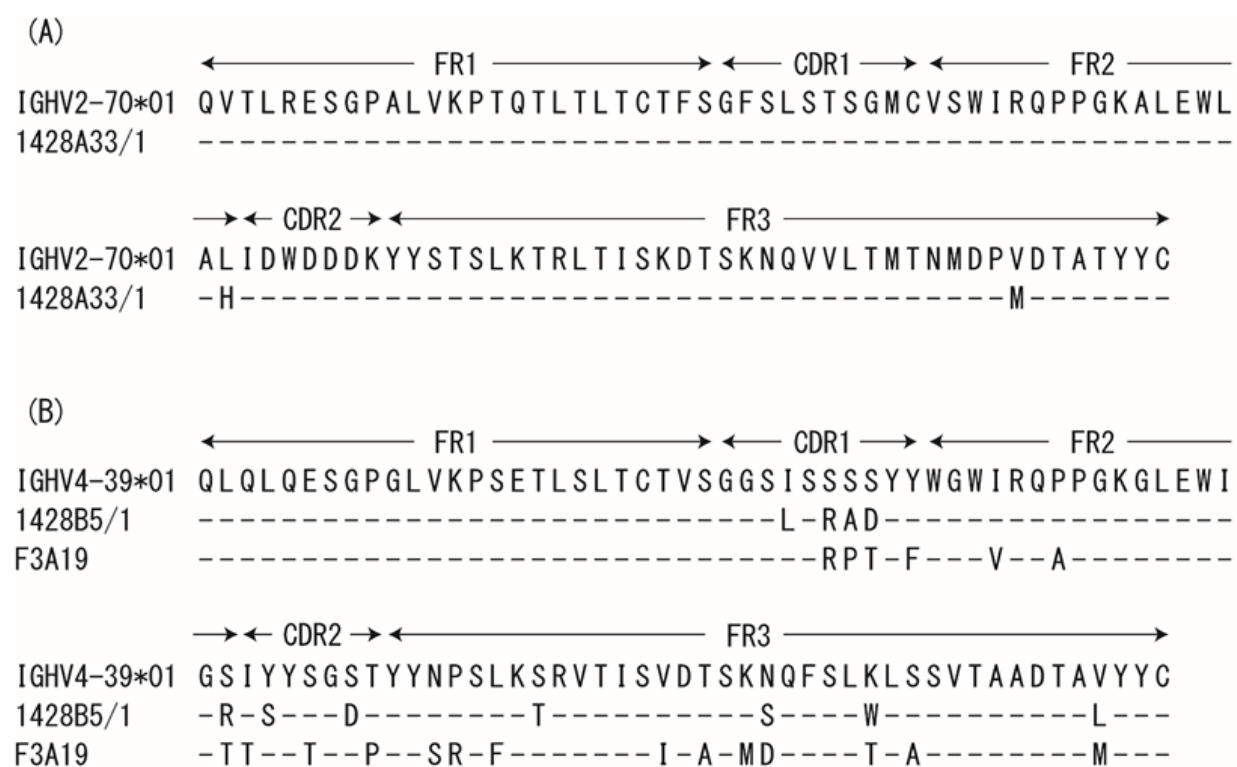 (A)
FR1 CDR1 FR2
IGHV2-70*01 QVTLRESGPALVKPTQTLTLTCTFSGFSLSTSGMCVSWIRQPPGKALEWL
1428A33/1 --------------------------------------------------
CDR2 FR3
IGHV2-70*01 ALIDWDDDKYYSTSLKTRLTISKDTSKNQVVLTMTNMDPVDTATYYC
1428A33/1 -H-------------------------------------M-------
(B)
FR1 CDR1 FR2
IGHV4-39*01 QLQLQESGPGLVKPSETLSLTCTVSGGSISSSSYYWGWIRQPPGKGLEWI
1428B5/1 ----------------------------L-RAD-----------------
F3A19 ------------------------------RPT-F---V--A--------
CDR2 FR3
IGHV4-39*01 GSIYYSGSTYYNPSLKSRVTISVDTSKNQFSLKLSSVTAADTAVYYC
1428B5/1 -R-S---D--------T----------S----W----------L---
F3A19 -TT--T--P--SR-F-------I-A-MD----T-A--------M---